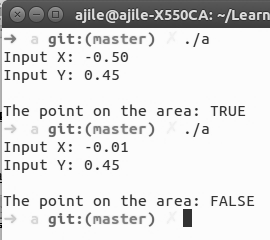 ajile@ajile-X550CA: ~/Learn
➜ a git:(master) ✗ ./a
Input X: -0.50
Input Y: 0.45
The point on the area: TRUE
➜ a git:(master) ✗ ./a
Input X: -0.01
Input Y: 0.45
The point on the area: FALSE
➜ a git:(master) ✗